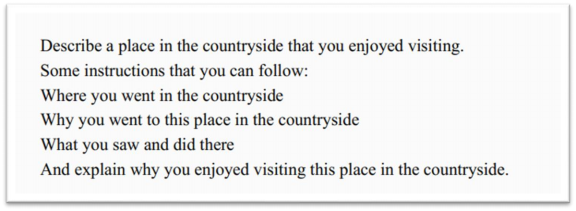 Describe a place in the countryside that you enjoyed visiting.
Some instructions that you can follow:
Where you went in the countryside
Why you went to this place in the countryside
What you saw and did there
And explain why you enjoyed visiting this place in the countryside.